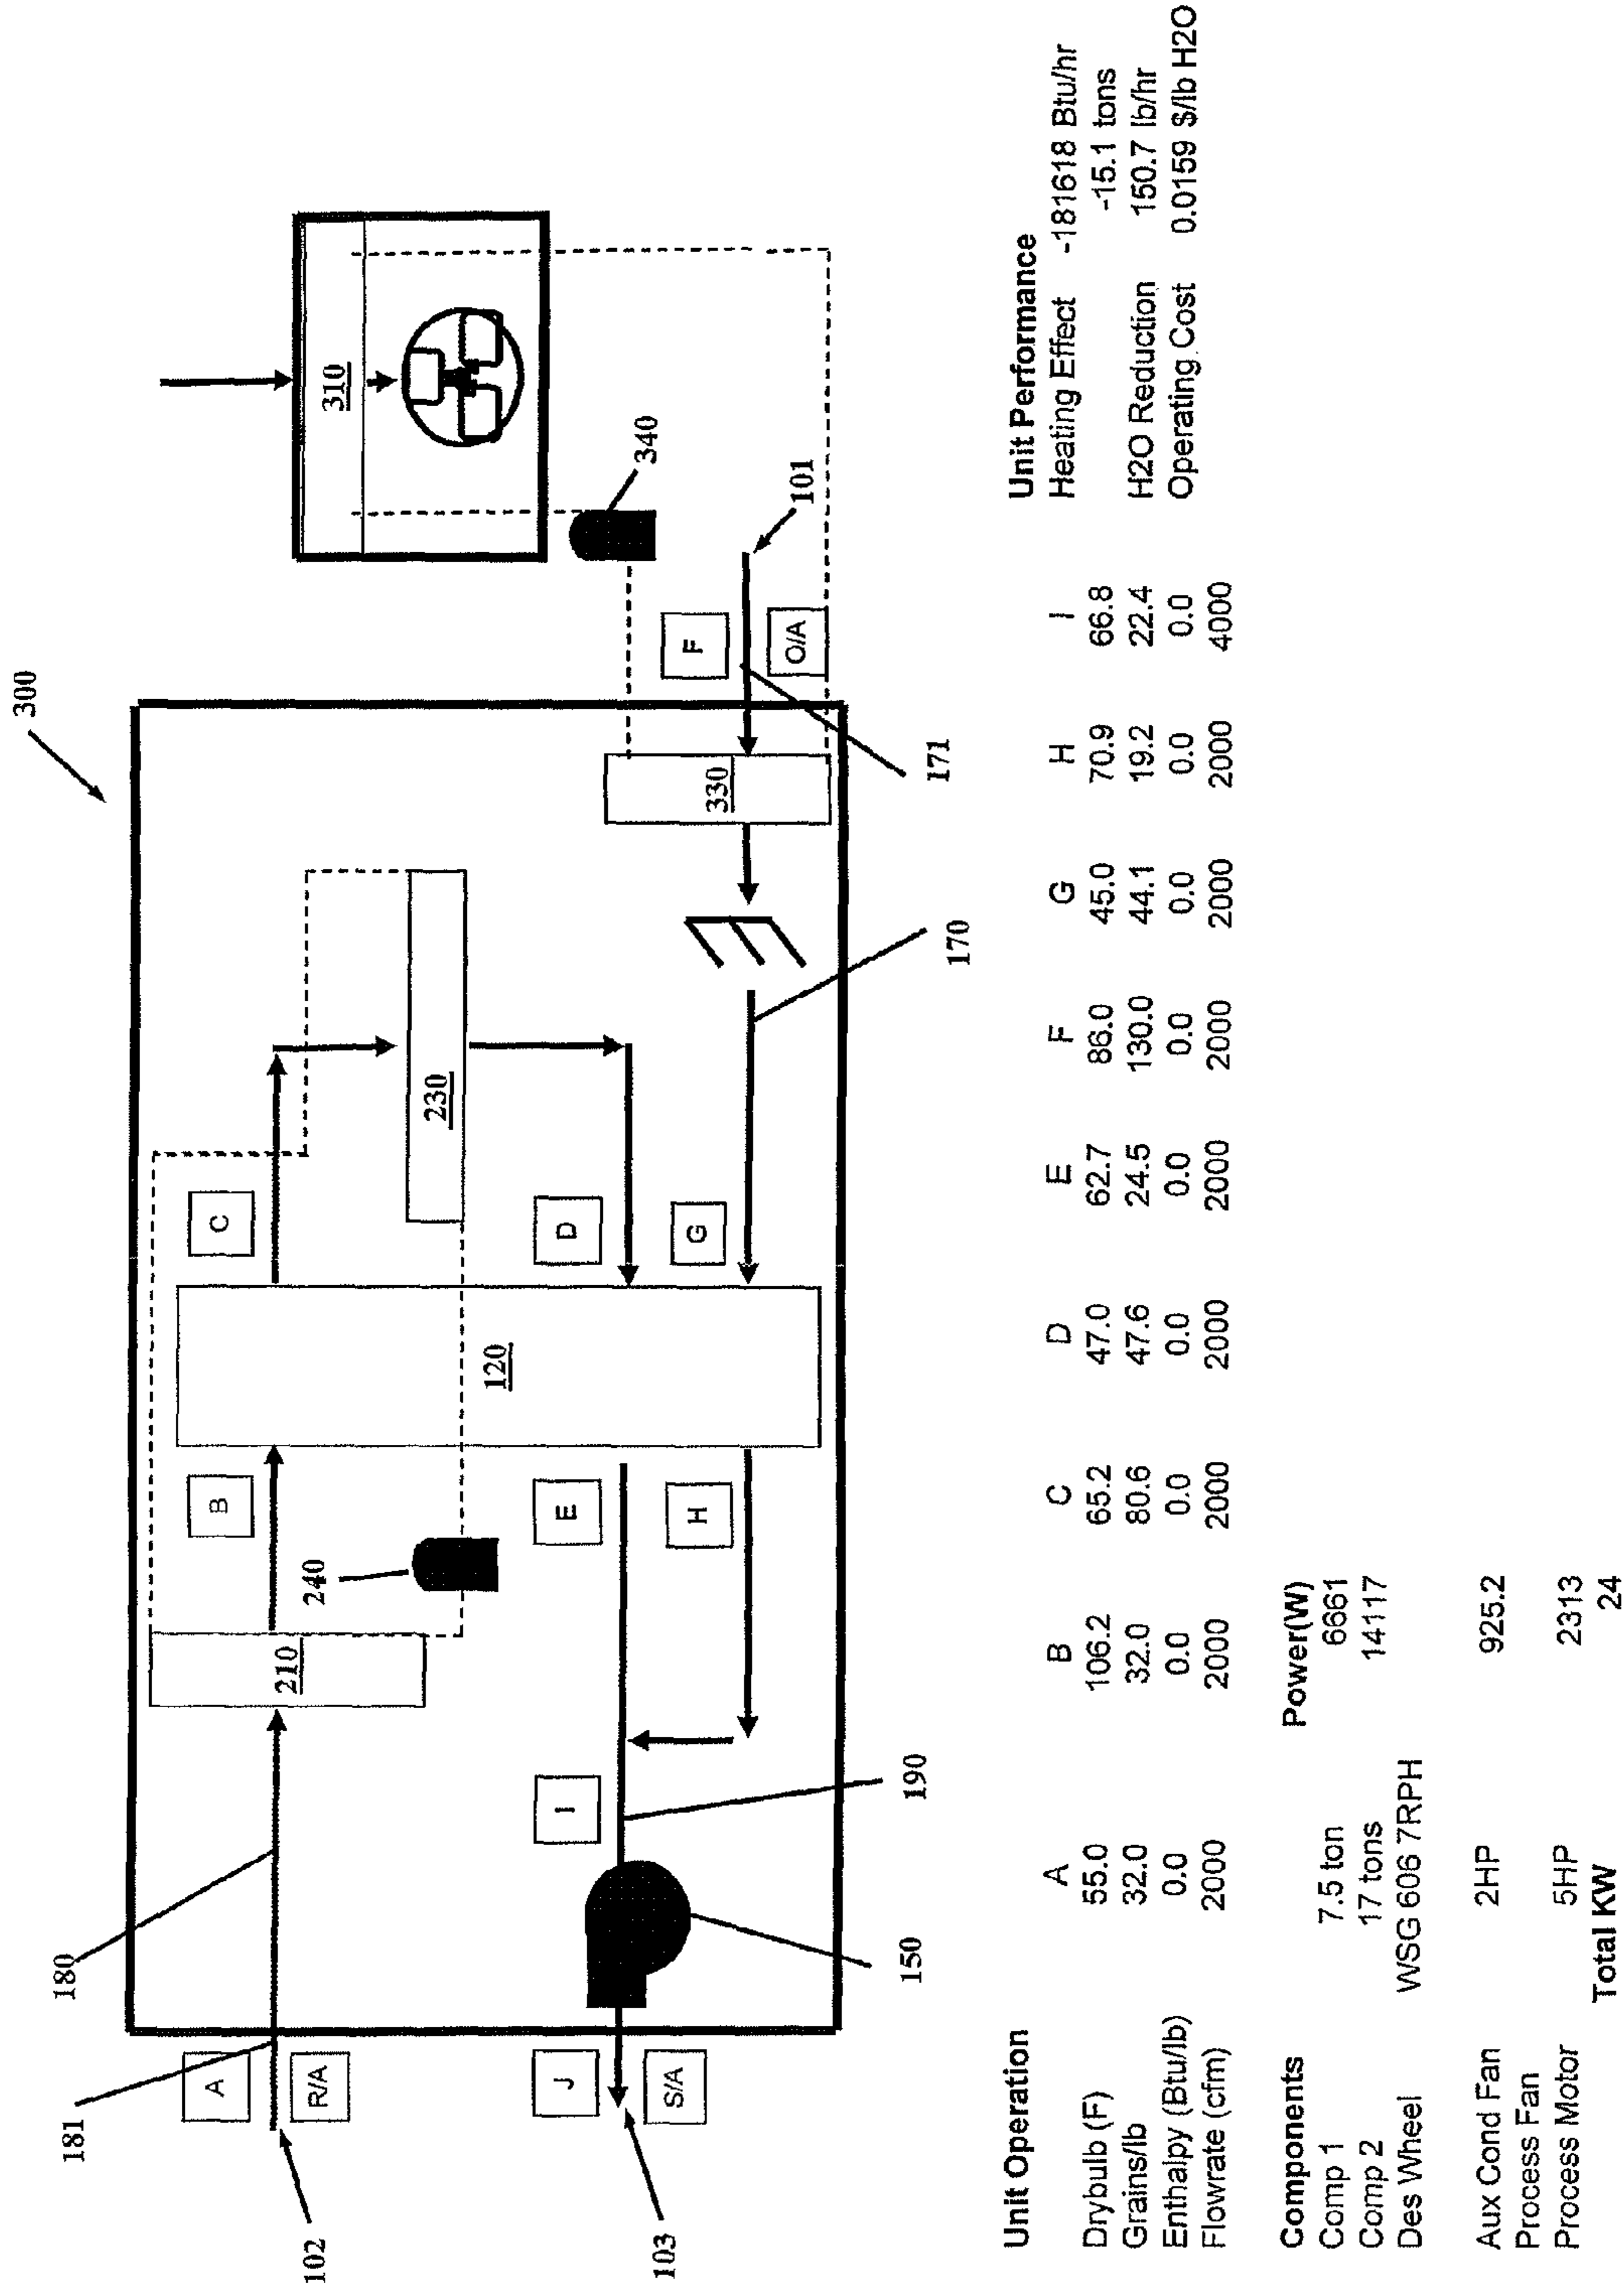 300
181
180
A
R/A
102
210
B
240
120
C
230
310
340
J
S/A
103
I
E
H
D
G
330
F
O/A
101
150
190
170
171
Unit Operation
A B C D E F G H I
Drybulb (F) 55.0 106.2 65.2 47.0 62.7 86.0 45.0 70.9 66.8
Grains/lb 32.0 32.0 80.6 47.6 24.5 130.0 44.1 19.2 22.4
Enthalpy (Btu/lb) 0.0 0.0 0.0 0.0 0.0 0.0 0.0 0.0 0.0
Flowrate (cfm) 2000 2000 2000 2000 2000 2000 2000 2000 4000
Unit Performance
Heating Effect -181618 Btu/hr
-15.1 tons
H2O Reduction 150.7 lb/hr
Operating Cost 0.0159 $/lb H2O
Components Power(W)
Comp 1 7.5 ton 6661
Comp 2 17 tons 14117
Des Wheel WSG 606 7RPH
Aux Cond Fan 2HP 925.2
Process Fan
Process Motor 5HP 2313
Total KW 24